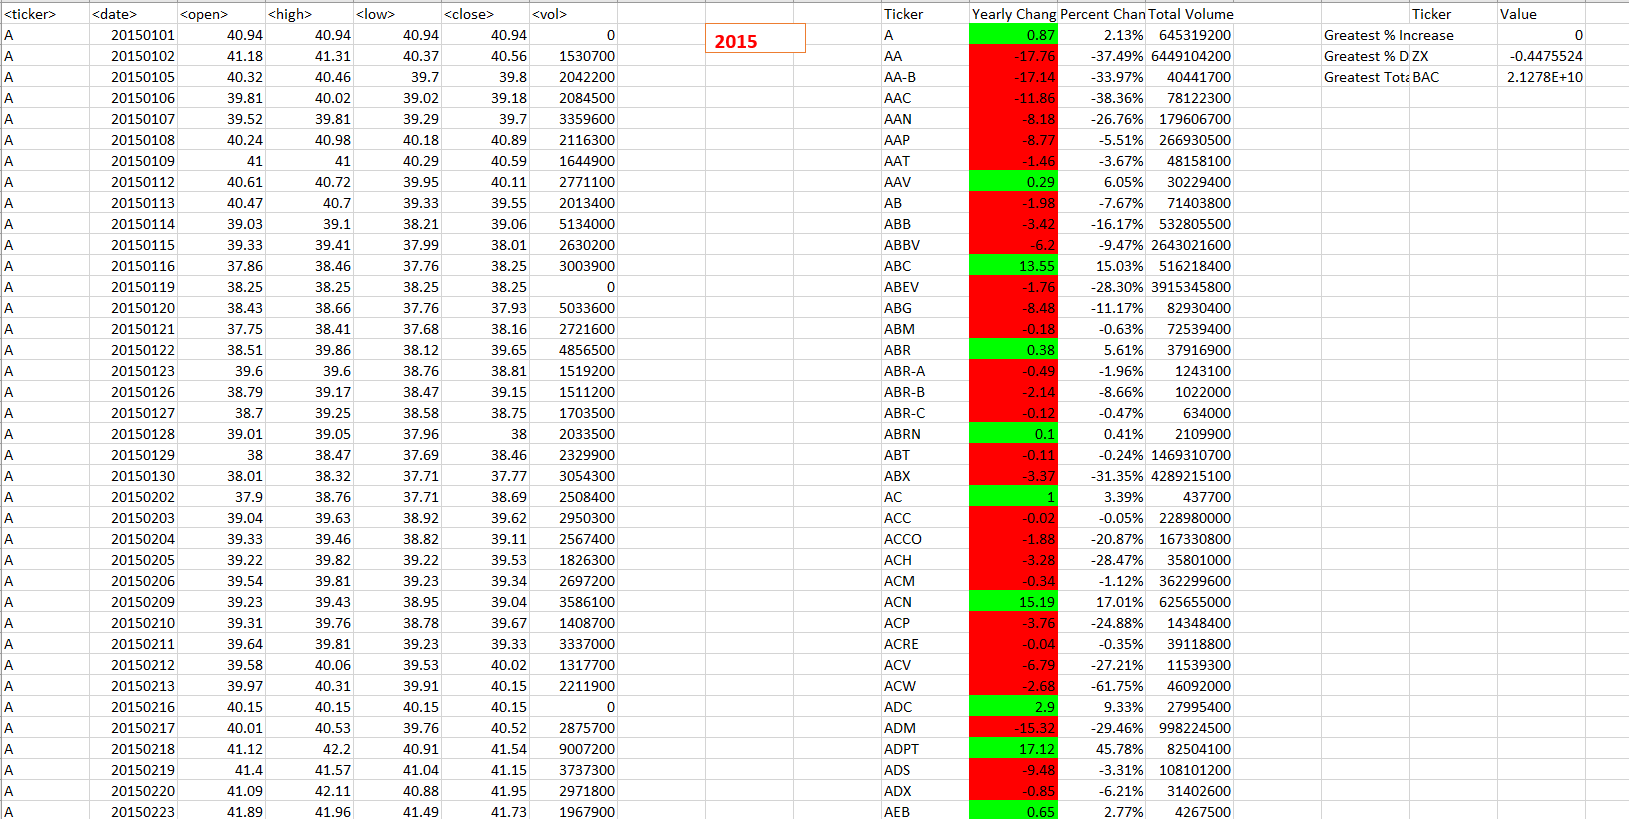 <ticker> <date> <open> <high> <low> <close> <vol> Ticker Yearly Chang Percent Chan Total Volume Ticker Value
A 20150101 40.94 40.94 40.94 40.94 0 2015 A 0.87 2.13% 645319200 Greatest % Increase 0
A 20150102 41.18 41.31 40.37 40.56 1530700 AA -17.76 -37.49% 6449104200 Greatest % D ZX -0.4475524
A 20150105 40.32 40.46 39.7 39.8 2042200 AA-B -17.14 -33.97% 40441700 Greatest Tota BAC 2.1278E+10
A 20150106 39.81 40.02 39.02 39.18 2084500 AAC -11.86 -38.36% 78122300
A 20150107 39.52 39.81 39.29 39.7 3359600 AAN -8.18 -26.76% 179606700
A 20150108 40.24 40.98 40.18 40.89 2116300 AAP -8.77 -5.51% 266930500
A 20150109 41 41 40.29 40.59 1644900 AAT -1.46 -3.67% 48158100
A 20150112 40.61 40.72 39.95 40.11 2771100 AAV 0.29 6.05% 30229400
A 20150113 40.47 40.7 39.33 39.55 2013400 AB -1.98 -7.67% 71403800
A 20150114 39.03 39.1 38.21 39.06 5134000 ABB -3.42 -16.17% 532805500
A 20150115 39.33 39.41 37.99 38.01 2630200 ABBV -6.2 -9.47% 2643021600
A 20150116 37.86 38.46 37.76 38.25 3003900 ABC 13.55 15.03% 516218400
A 20150119 38.25 38.25 38.25 38.25 0 ABEV -1.76 -28.30% 3915345800
A 20150120 38.43 38.66 37.76 37.93 5033600 ABG -8.48 -11.17% 82930400
A 20150121 37.75 38.41 37.68 38.16 2721600 ABM -0.18 -0.63% 72539400
A 20150122 38.51 39.86 38.12 39.65 4856500 ABR 0.38 5.61% 37916900
A 20150123 39.6 39.6 38.76 38.81 1519200 ABR-A -0.49 -1.96% 1243100
A 20150126 38.79 39.17 38.47 39.15 1511200 ABR-B -2.14 -8.66% 1022000
A 20150127 38.7 39.25 38.58 38.75 1703500 ABR-C -0.12 -0.47% 634000
A 20150128 39.01 39.05 37.96 38 2033500 ABRN 0.1 0.41% 2109900
A 20150129 38 38.47 37.69 38.46 2329900 ABT -0.11 -0.24% 1469310700
A 20150130 38.01 38.32 37.71 37.77 3054300 ABX -3.37 -31.35% 4289215100
A 20150202 37.9 38.76 37.71 38.69 2508400 AC 1 3.39% 437700
A 20150203 39.04 39.63 38.92 39.62 2950300 ACC -0.02 -0.05% 228980000
A 20150204 39.33 39.46 38.82 39.11 2567400 ACCO -1.88 -20.87% 167330800
A 20150205 39.22 39.82 39.22 39.53 1826300 ACH -3.28 -28.47% 35801000
A 20150206 39.54 39.81 39.23 39.34 2697200 ACM -0.34 -1.12% 362299600
A 20150209 39.23 39.43 38.95 39.04 3586100 ACN 15.19 17.01% 625655000
A 20150210 39.31 39.76 38.78 39.67 1408700 ACP -3.76 -24.88% 14348400
A 20150211 39.64 39.81 39.23 39.33 3337000 ACRE -0.04 -0.35% 39118800
A 20150212 39.58 40.06 39.53 40.02 1317700 ACV -6.79 -27.21% 11539300
A 20150213 39.97 40.31 39.91 40.15 2211900 ACW -2.68 -61.75% 46092000
A 20150216 40.15 40.15 40.15 40.15 0 ADC 2.9 9.33% 27995400
A 20150217 40.01 40.53 39.76 40.52 2875700 ADM -15.32 -29.46% 998224500
A 20150218 41.12 42.2 40.91 41.54 9007200 ADPT 17.12 45.78% 82504100
A 20150219 41.4 41.57 41.04 41.15 3737300 ADS -9.48 -3.31% 108101200
A 20150220 41.09 42.11 40.88 41.95 2971800 ADX -0.85 -6.21% 31402600
A 20150223 41.89 41.96 41.49 41.73 1967900 AEB 0.65 2.77% 4267500